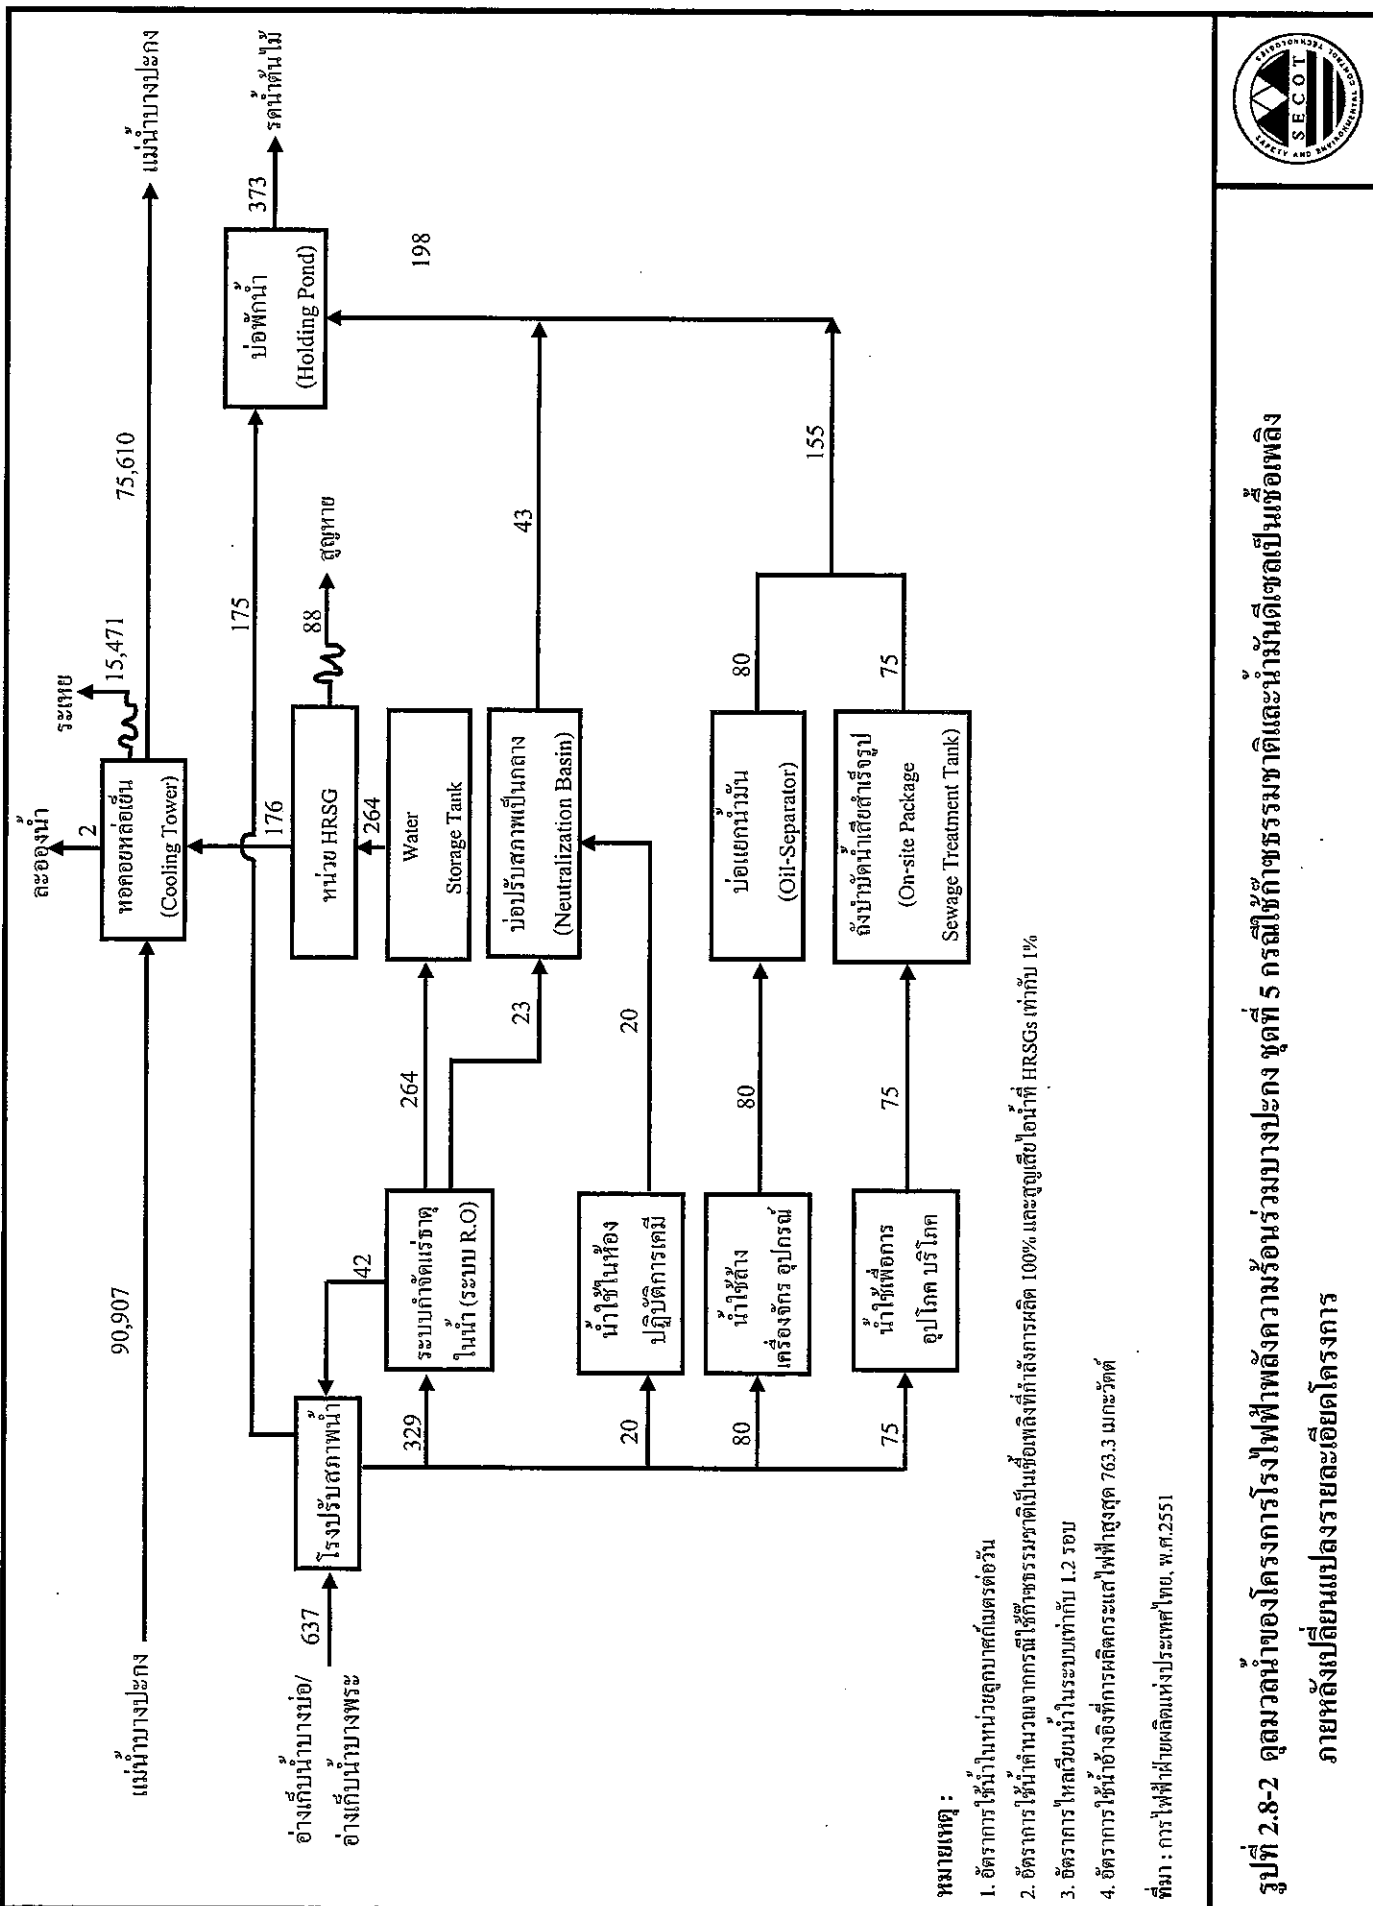 แม่น้ำบางปะกง
90,907
หอคอยหล่อเย็น
(Cooling Tower)
ละอองน้ำ
2
ระเหย
15,471
75,610
แม่น้ำบางปะกง
อ่างเก็บน้ำบางบ่อ/
อ่างเก็บน้ำบางพระ
637
โรงปรับสภาพน้ำ
175
บ่อพักน้ำ
(Holding Pond)
373
รดน้ำต้นไม้
176
หน่วย HRSG
88
สูญหาย
264
42
329
ระบบกำจัดแร่ธาตุ
ในน้ำ (ระบบ R.O)
264
Water
Storage Tank
23
บ่อปรับสภาพเป็นกลาง
(Neutralization Basin)
43
198
20
น้ำใช้ในห้อง
ปฏิบัติการเคมี
20
80
น้ำใช้ล้าง
เครื่องจักร อุปกรณ์
80
บ่อแยกน้ำมัน
(Oil-Separator)
80
155
75
น้ำใช้เพื่อการ
อุปโภค บริโภค
75
ถังบำบัดน้ำเสียสำเร็จรูป
(On-site Package
Sewage Treatment Tank)
75
หมายเหตุ :
1. อัตราการใช้น้ำในหน่วยลูกบาศก์เมตรต่อวัน
2. อัตราการใช้น้ำคำนวณจากกรณีใช้ก๊าซธรรมชาติเป็นเชื้อเพลิงที่กำลังการผลิต 100% และสูญเสียไอน้ำที่ HRSGs เท่ากับ 1%
3. อัตราการไหลเวียนน้ำในระบบเท่ากับ 1.2 รอบ
4. อัตราการใช้น้ำอ้างอิงที่การผลิตกระแสไฟฟ้าสูงสุด 763.3 เมกะวัตต์
ที่มา : การไฟฟ้าฝ่ายผลิตแห่งประเทศไทย, พ.ศ.2551
รูปที่ 2.8-2 ดุลมวลน้ำของโครงการโรงไฟฟ้าพลังความร้อนร่วมบางปะกง ชุดที่ 5 กรณีใช้ก๊าซธรรมชาติและน้ำมันดีเซลเป็นเชื้อเพลิง
ภายหลังเปลี่ยนแปลงรายละเอียดโครงการ
SECOT
SAFETY AND ENVIRONMENTAL CONTROL TECHNOLOGIES